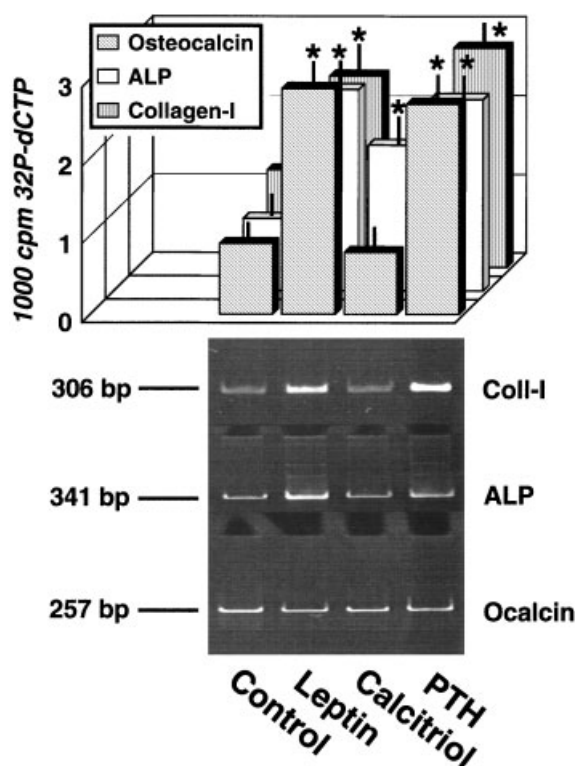 Osteocalcin
ALP
Collagen-I
1000 cpm 32P-dCTP
3
2
1
0
* * * * * * *
306 bp
Coll-I
341 bp
ALP
257 bp
Ocalcin
Control
Leptin
Calcitriol
PTH